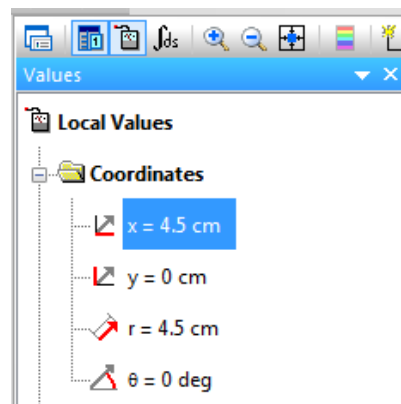 ∫ds
Values
Local Values
Coordinates
x = 4.5 cm
y = 0 cm
r = 4.5 cm
θ = 0 deg